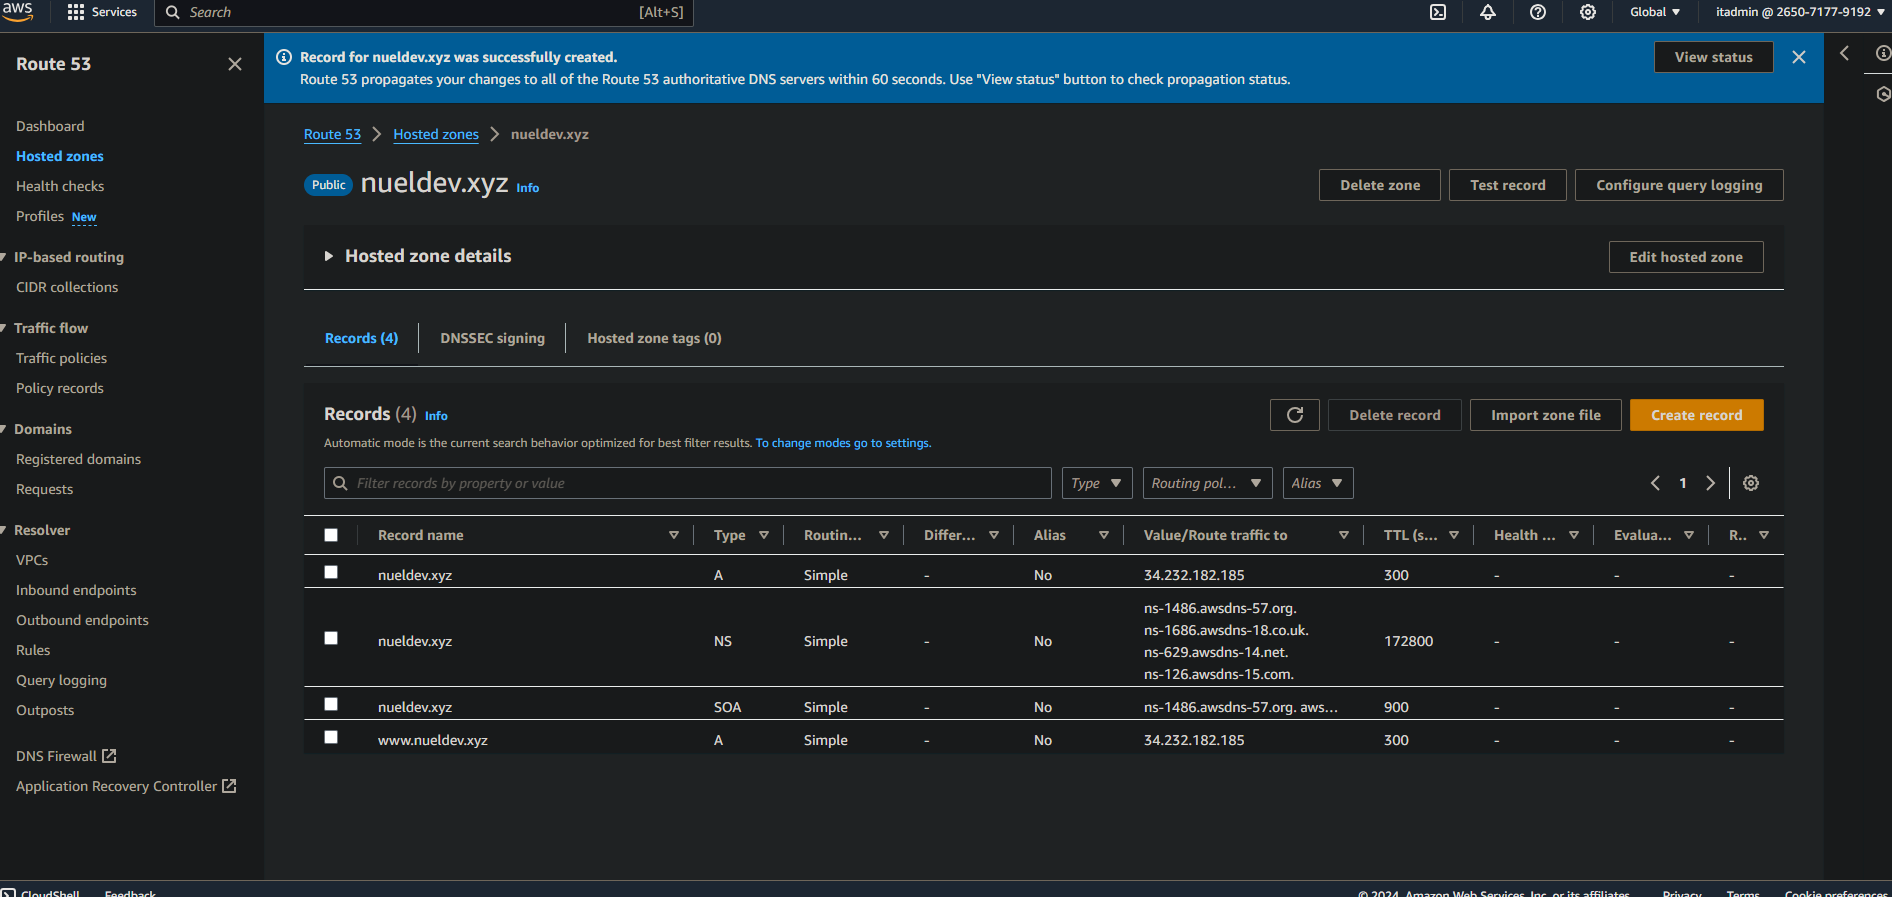 aws
Services
Search
[Alt+S]
Global
itadmin @ 2650-7177-9192
Route 53
Dashboard
Hosted zones
Health checks
Profiles New
IP-based routing
CIDR collections
Traffic flow
Traffic policies
Policy records
Domains
Registered domains
Requests
Resolver
VPCs
Inbound endpoints
Outbound endpoints
Rules
Query logging
Outposts
DNS Firewall
Application Recovery Controller
Record for nueldev.xyz was successfully created.
Route 53 propagates your changes to all of the Route 53 authoritative DNS servers within 60 seconds. Use "View status" button to check propagation status.
View status
Route 53 > Hosted zones > nueldev.xyz
Public nueldev.xyz Info
Delete zone
Test record
Configure query logging
Hosted zone details
Edit hosted zone
Records (4)
DNSSEC signing
Hosted zone tags (0)
Records (4) Info
Delete record
Import zone file
Create record
Automatic mode is the current search behavior optimized for best filter results. To change modes go to settings.
Filter records by property or value
Type
Routing pol...
Alias
1
Record name Type Routin... Differ... Alias Value/Route traffic to TTL (s... Health ... Evalua... R..
nueldev.xyz A Simple - No 34.232.182.185 300 - - -
ns-1486.awsdns-57.org.
ns-1686.awsdns-18.co.uk.
nueldev.xyz NS Simple - No 172800 - - -
ns-629.awsdns-14.net.
ns-126.awsdns-15.com.
nueldev.xyz SOA Simple - No ns-1486.awsdns-57.org. aws... 900 - - -
www.nueldev.xyz A Simple - No 34.232.182.185 300 - - -
CloudShell
Feedback
© 2024, Amazon Web Services, Inc. or its affiliates.
Privacy
Terms
Cookie preferences